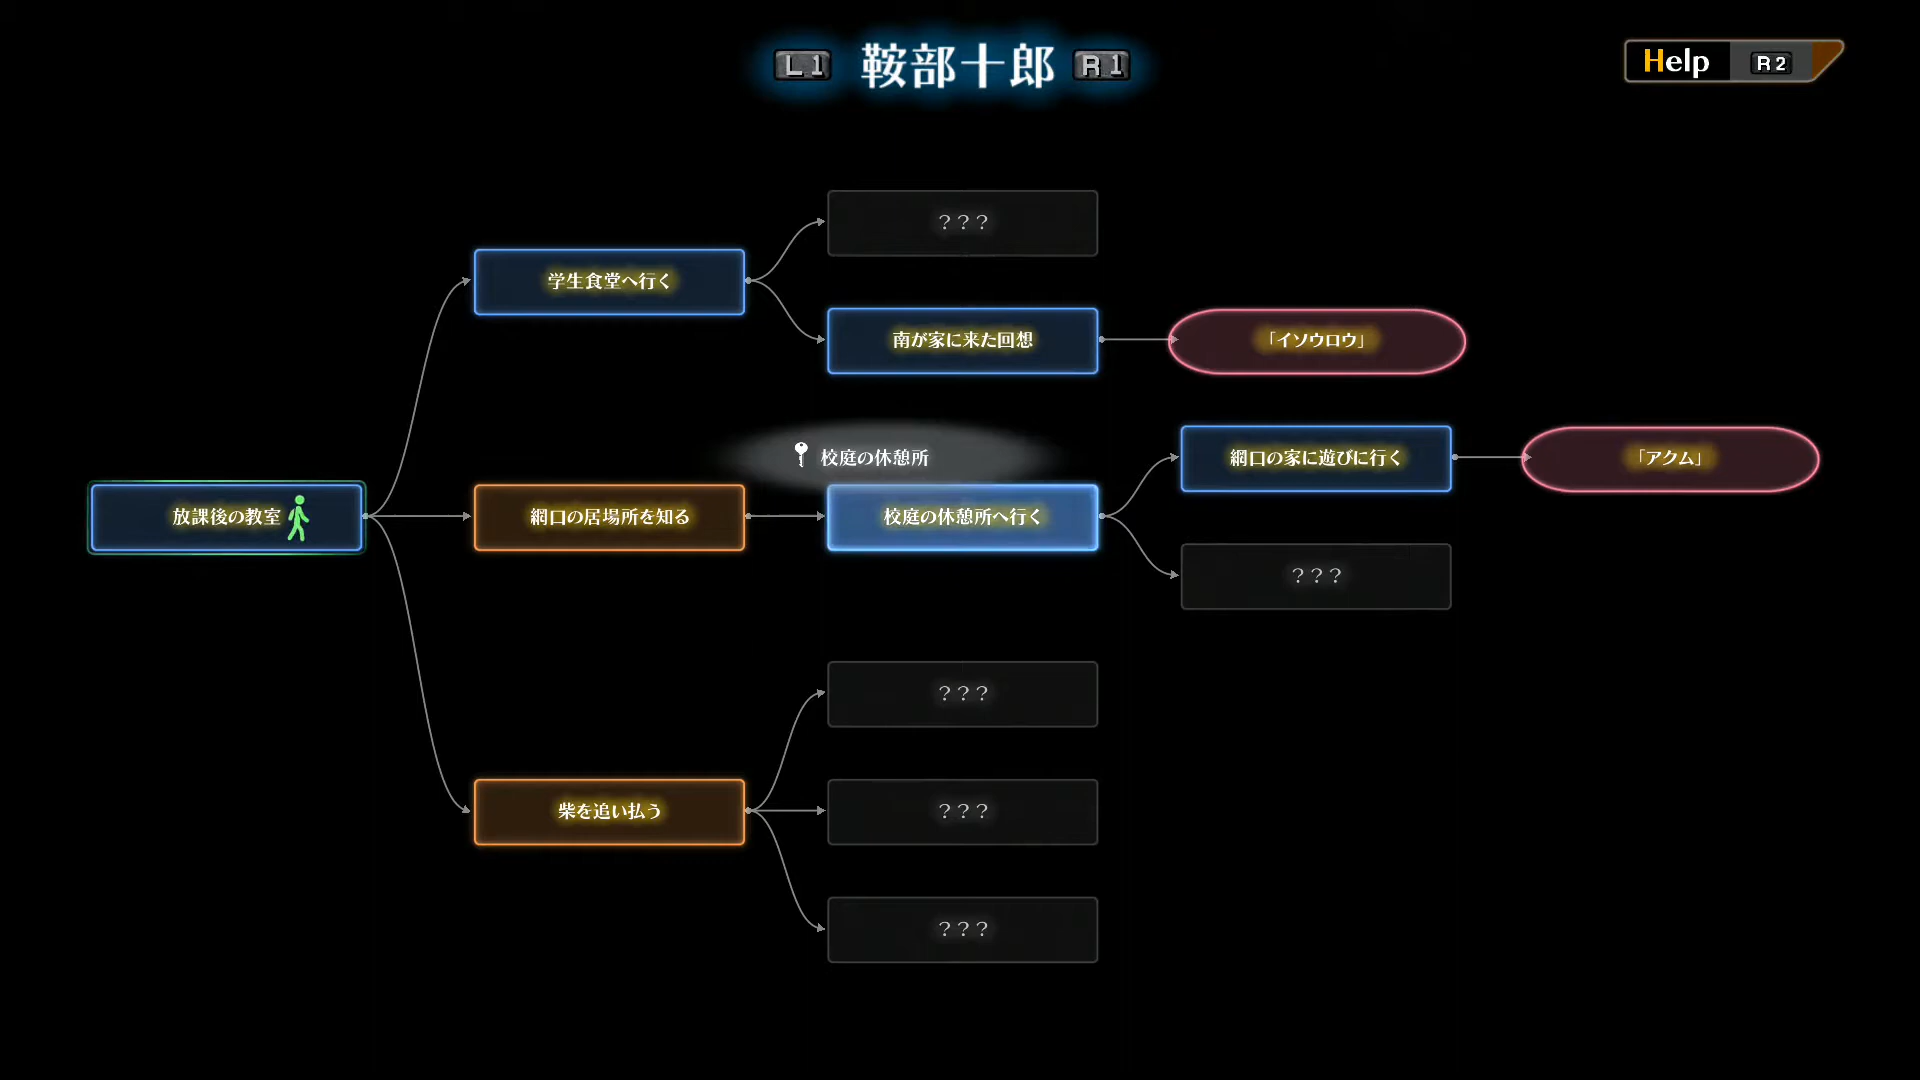 L1 鞍部十郎 R1
Help R2
？？？
学生食堂へ行く
南が家に来た回想
「イソウロウ」
校庭の休憩所
網口の家に遊びに行く
「アクム」
放課後の教室
網口の居場所を知る
校庭の休憩所へ行く
？？？
？？？
柴を追い払う
？？？
？？？